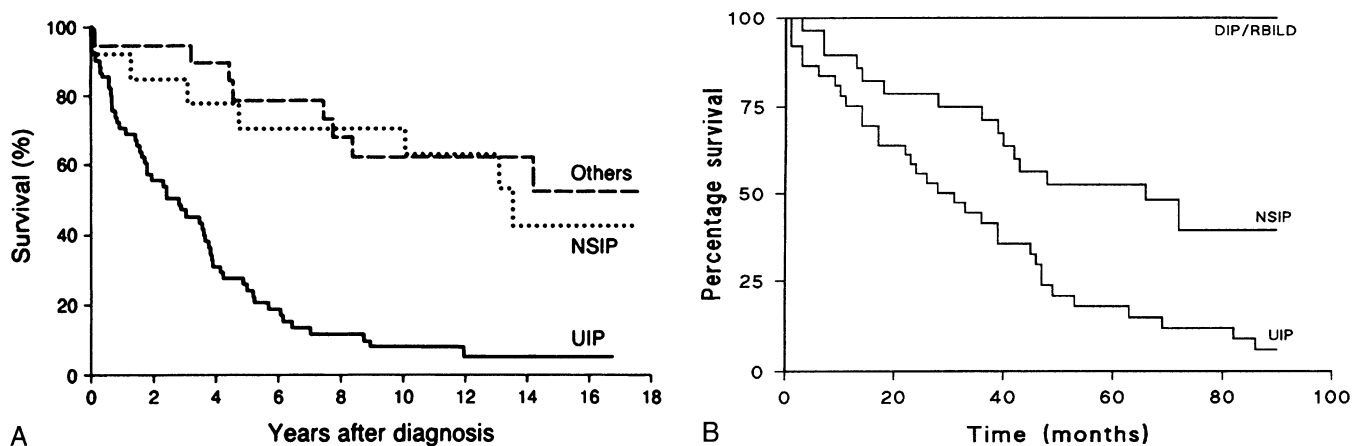 100
80
60
40
20
0
Survival (%)
Others
NSIP
UIP
0 2 4 6 8 10 12 14 16 18
Years after diagnosis
A
100
75
50
25
0
Percentage survival
DIP/RBILD
NSIP
UIP
0 20 40 60 80 100
Time (months)
B